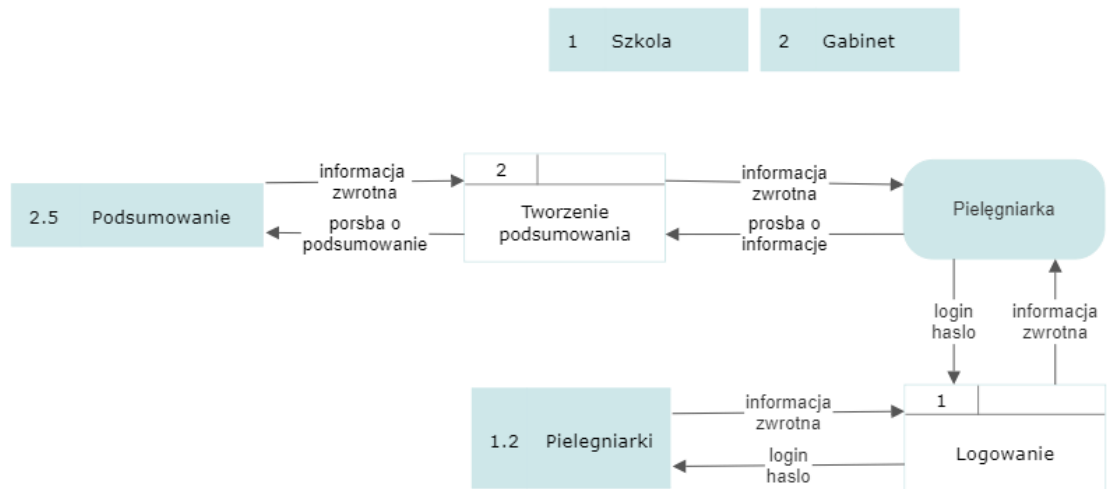 1 Szkola
2 Gabinet
informacja
zwrotna
2
informacja
zwrotna
2.5 Podsumowanie
Tworzenie
podsumowania
Pielęgniarka
porsba o
podsumowanie
prosba o
informacje
login
haslo
informacja
zwrotna
1.2 Pielegniarki
informacja
zwrotna
1
login
haslo
Logowanie